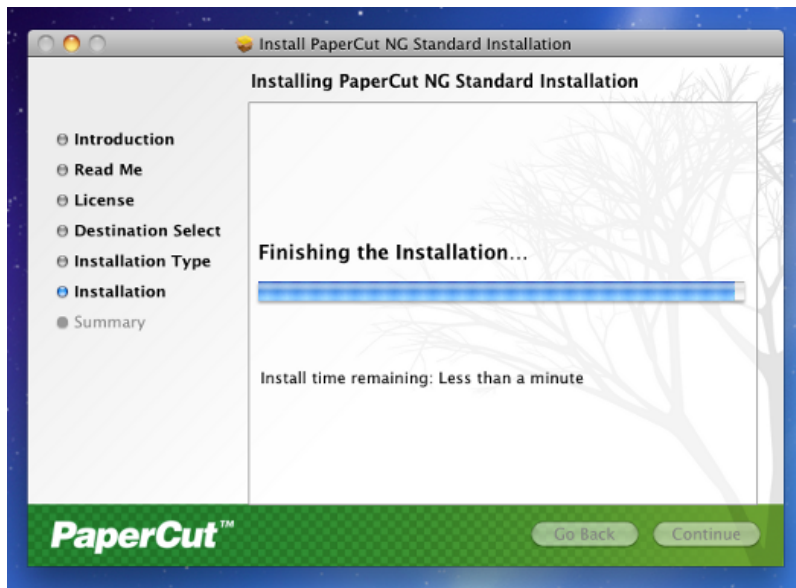 Install PaperCut NG Standard Installation
Installing PaperCut NG Standard Installation
Introduction
Read Me
License
Destination Select
Installation Type
Installation
Summary
Finishing the Installation...
Install time remaining: Less than a minute
PaperCut™
Go Back
Continue